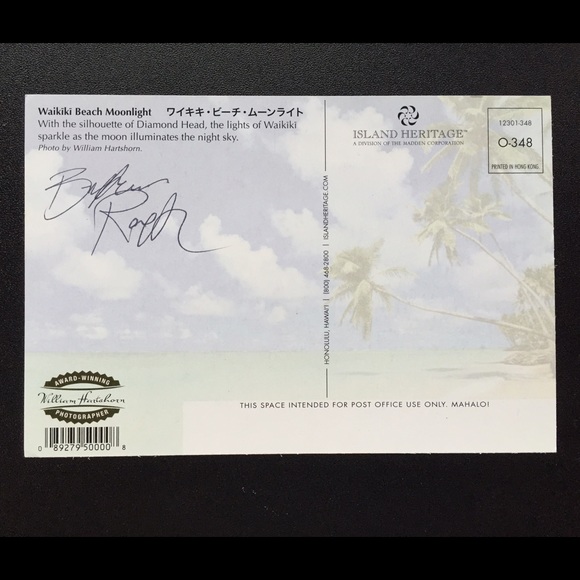 Waikīkī Beach Moonlight ワイキキ・ビーチ・ムーンライト
With the silhouette of Diamond Head, the lights of Waikīkī
sparkle as the moon illuminates the night sky.
Photo by William Hartshorn.
ISLAND HERITAGE™
A DIVISION OF THE MADDEN CORPORATION
12301-348
O-348
PRINTED IN HONG KONG
HONOLULU, HAWAI'I | (800) 468-2800 | ISLANDHERITAGE.COM
AWARD-WINNING
William Hartshorn
PHOTOGRAPHER
0 89279 50000 8
THIS SPACE INTENDED FOR POST OFFICE USE ONLY. MAHALO!